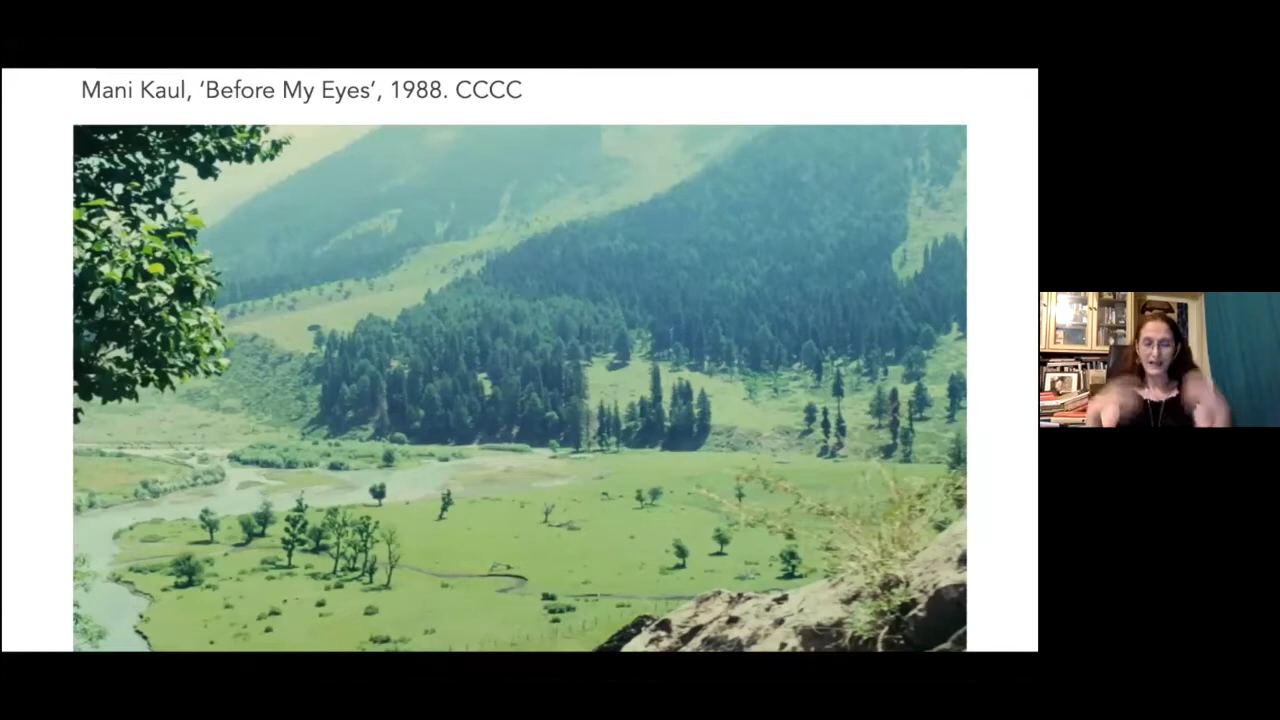 Mani Kaul, ‘Before My Eyes’, 1988. CCCC